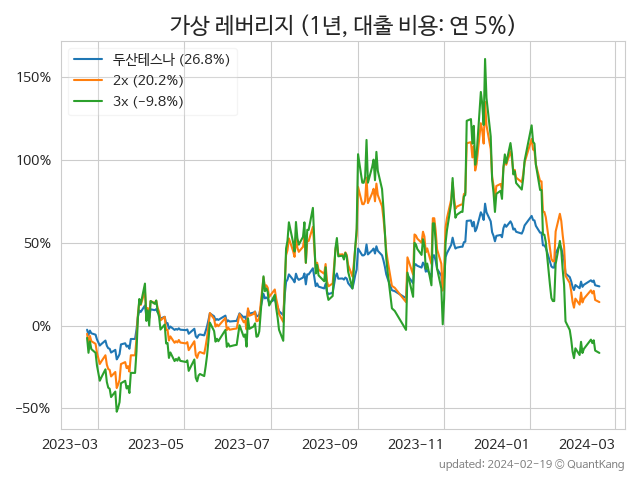 가상 레버리지 (1년, 대출 비용: 연 5%)
두산테스나 (26.8%)
2x (20.2%)
3x (−9.8%)
150%
100%
50%
0%
−50%
2023−03 2023−05 2023−07 2023−09 2023−11 2024−01 2024−03
updated: 2024-02-19 © QuantKang